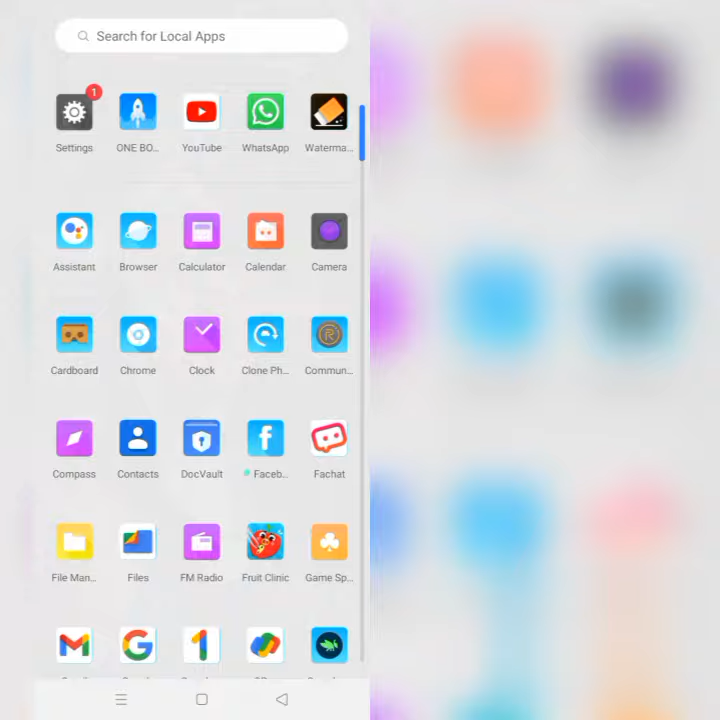 Search for Local Apps
1
Settings ONE BO... YouTube WhatsApp Waterma...
Assistant Browser Calculator Calendar Camera
Cardboard Chrome Clock Clone Ph... Commun...
Compass Contacts DocVault Faceb... Fachat
File Man... Files FM Radio Fruit Clinic Game Sp...